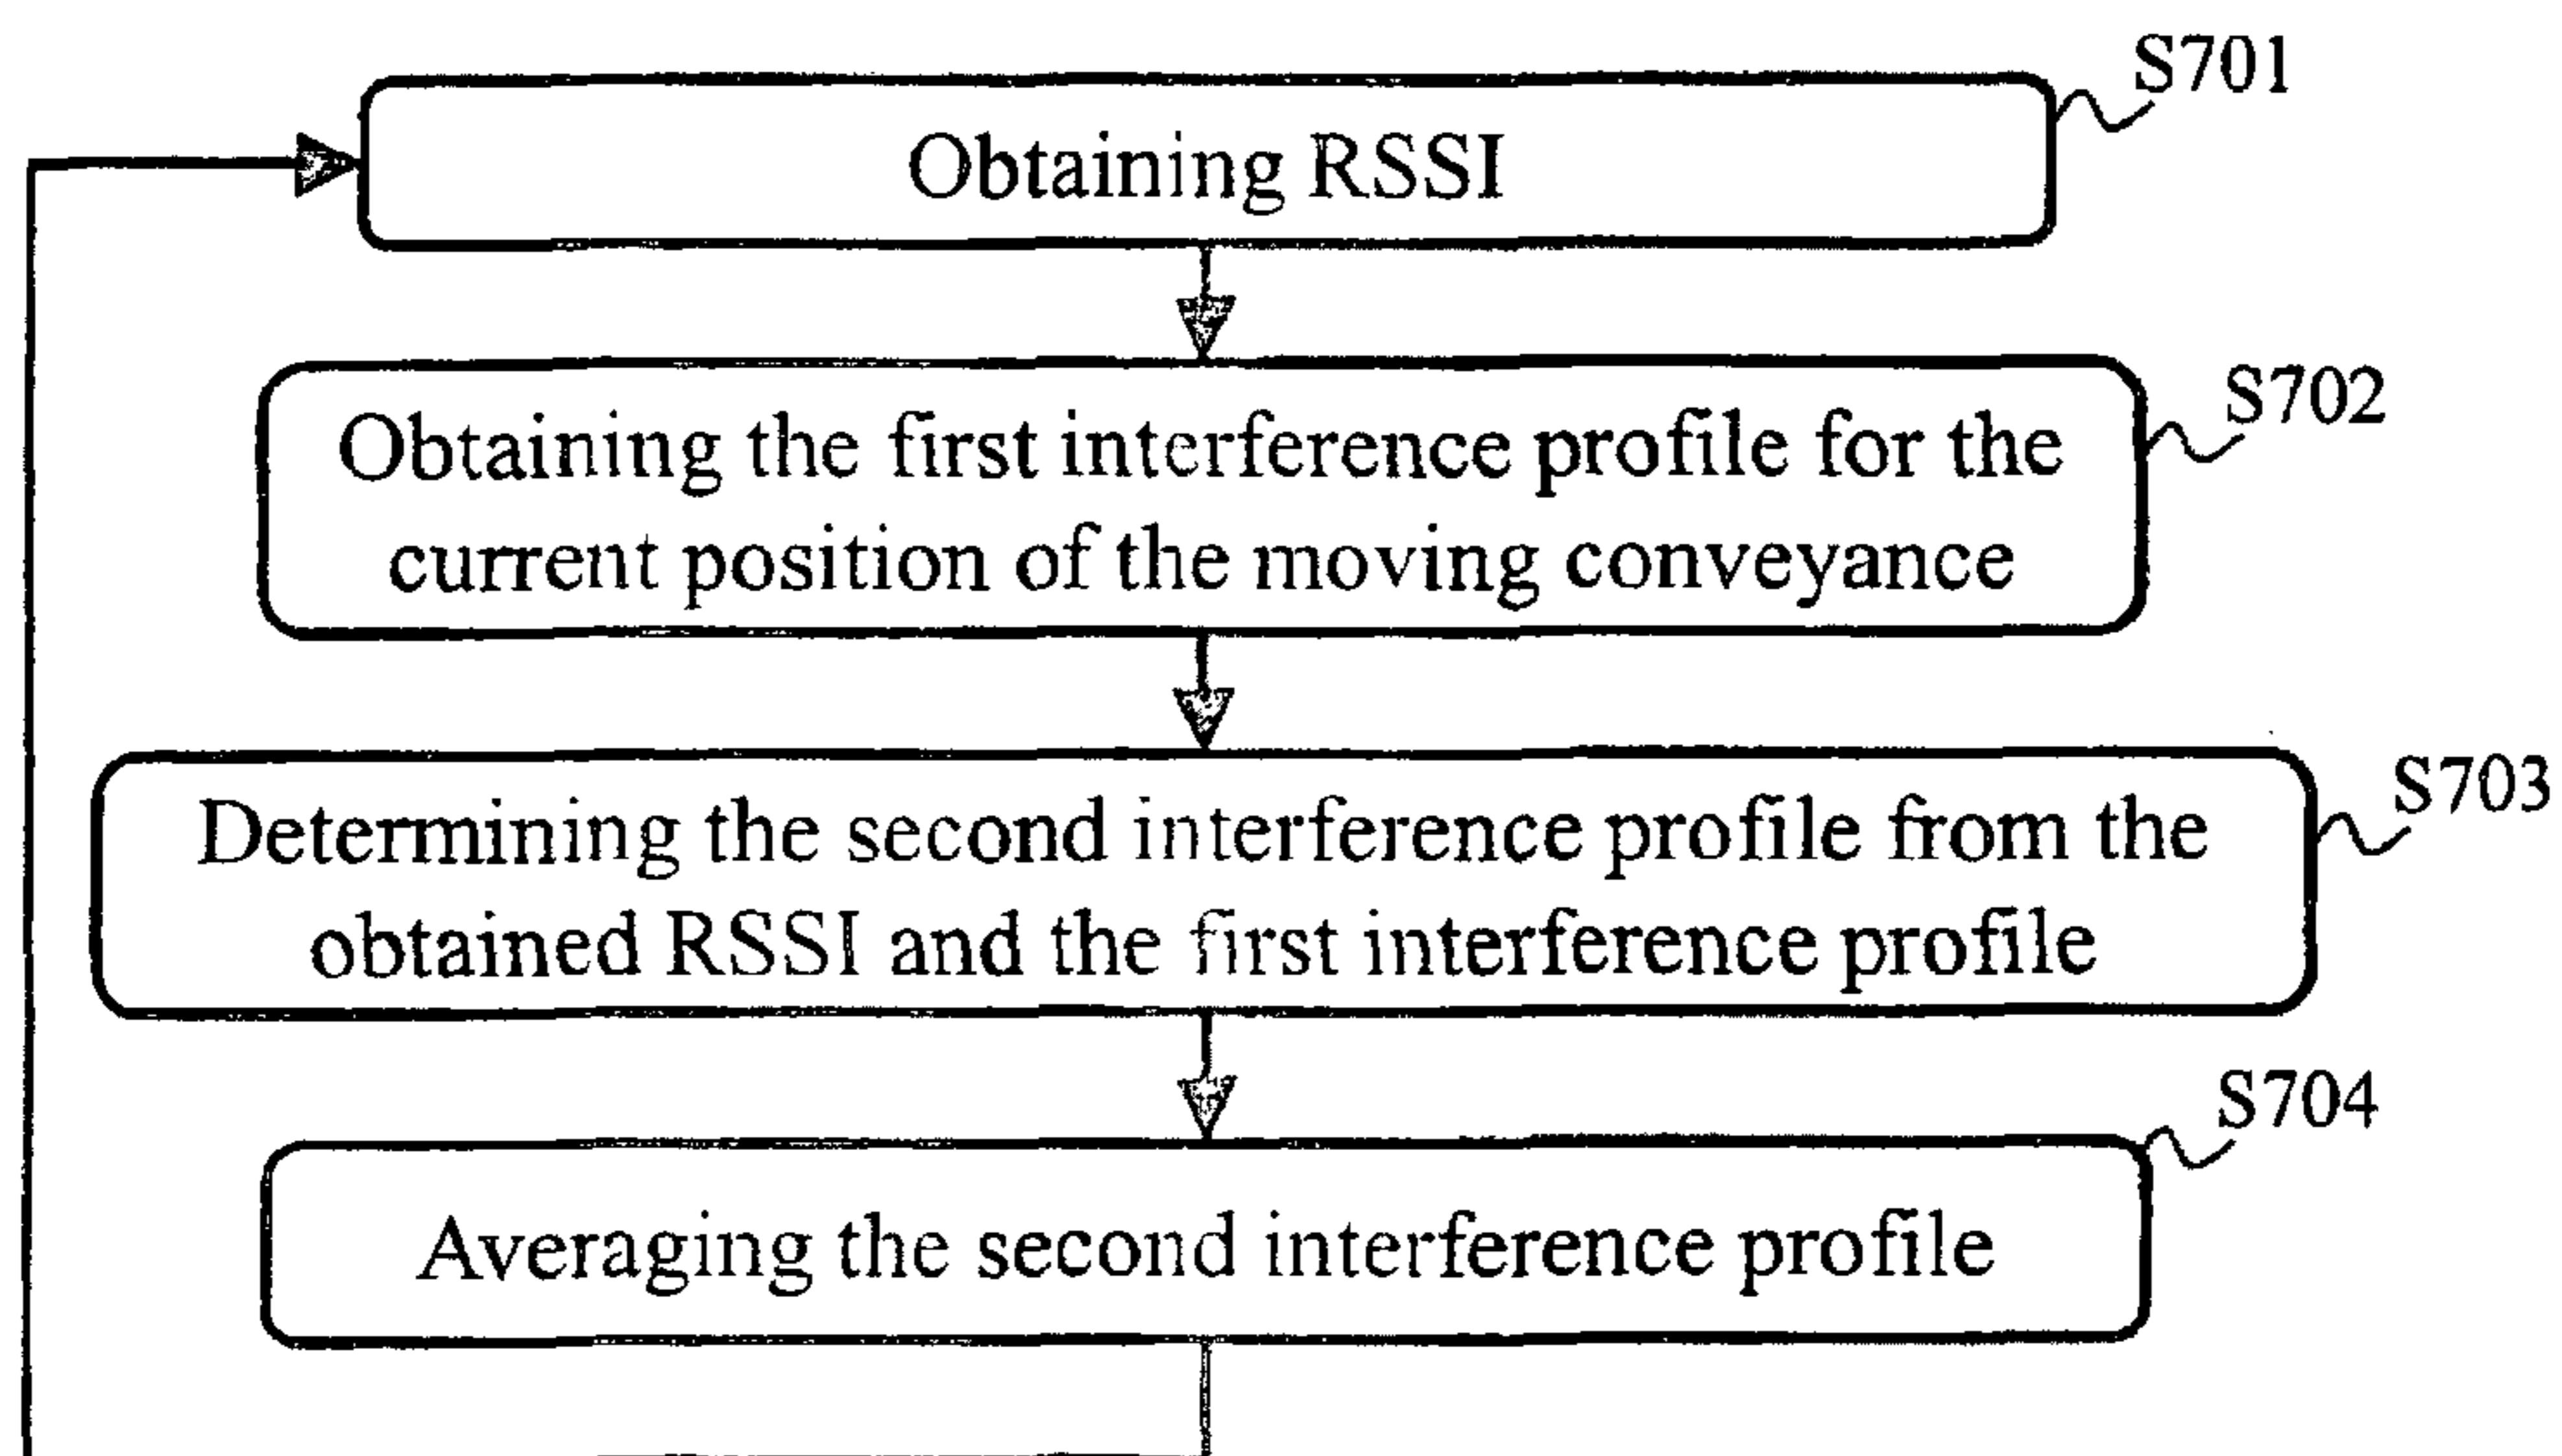 S701
Obtaining RSSI
S702
Obtaining the first interference profile for the
current position of the moving conveyance
S703
Determining the second interference profile from the
obtained RSSI and the first interference profile
S704
Averaging the second interference profile